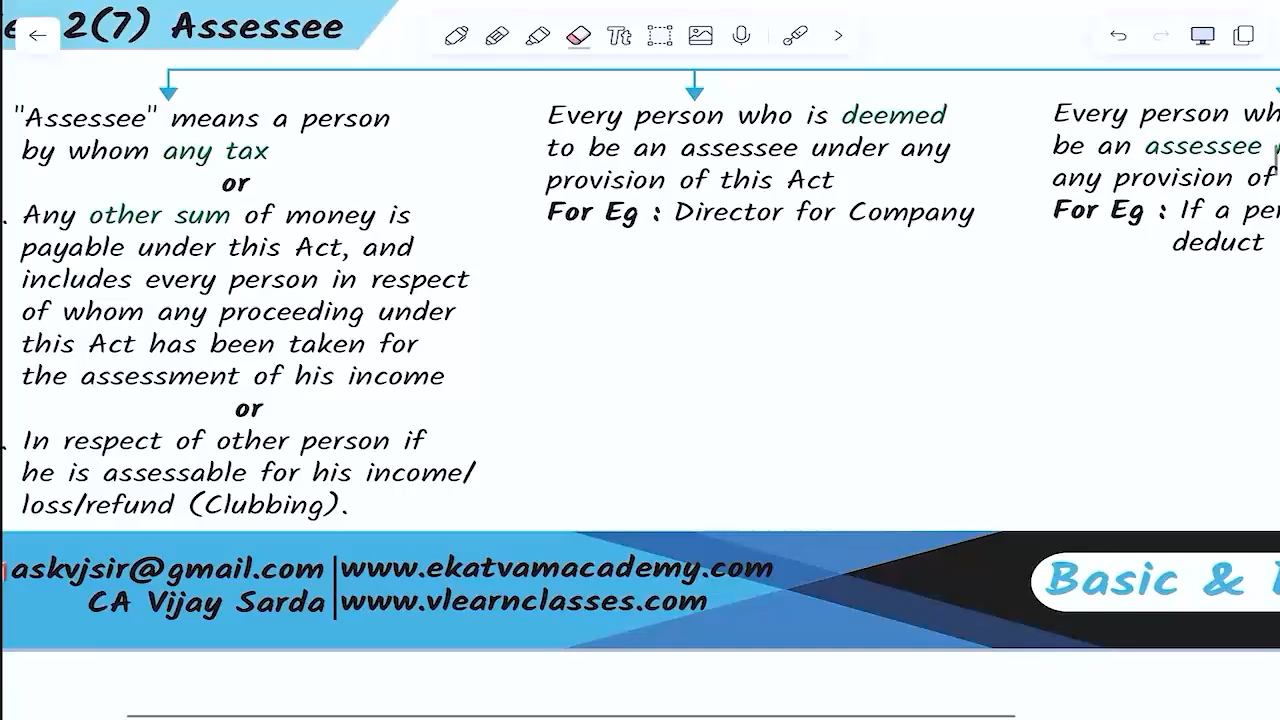 2(7) Assessee
"Assessee" means a person
by whom any tax
or
Any other sum of money is
payable under this Act, and
includes every person in respect
of whom any proceeding under
this Act has been taken for
the assessment of his income
or
In respect of other person if
he is assessable for his income/
loss/refund (Clubbing).
Every person who is deemed
to be an assessee under any
provision of this Act
For Eg : Director for Company
Every person
be an assessee
any provision of
For Eg : If a
deduct
askvjsir@gmail.com
CA Vijay Sarda
www.ekatvamacademy.com
www.vlearnclasses.com
Basic &
Tt